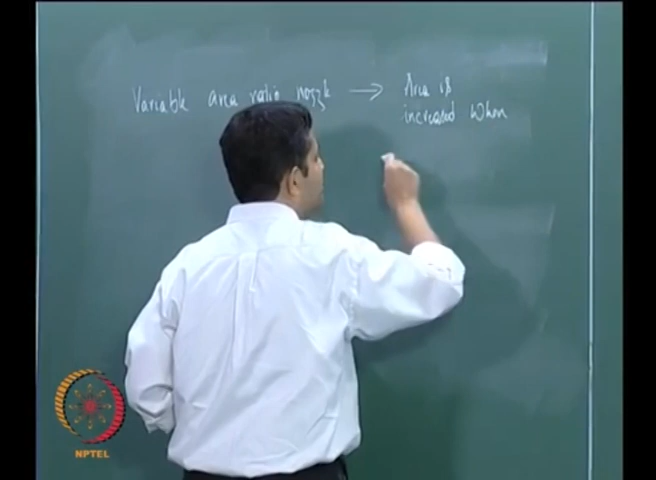 Variable area ratio nozzle → Area is
increased when
NPTEL